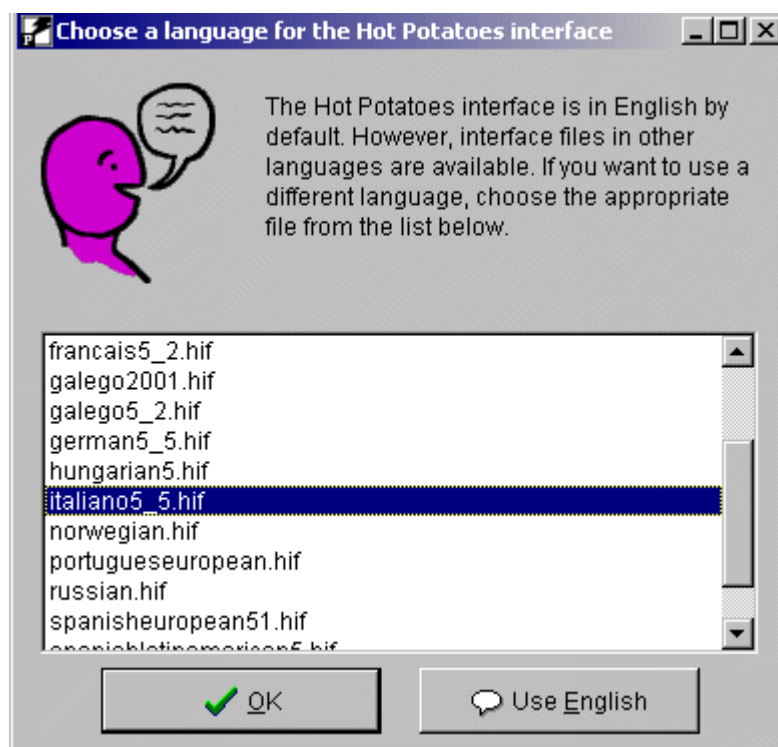 Choose a language for the Hot Potatoes interface
The Hot Potatoes interface is in English by
default. However, interface files in other
languages are available. If you want to use a
different language, choose the appropriate
file from the list below.
francais5_2.hif
galego2001.hif
galego5_2.hif
german5_5.hif
hungarian5.hif
italiano5_5.hif
norwegian.hif
portugueseuropean.hif
russian.hif
spanisheuropean51.hif
OK
Use English